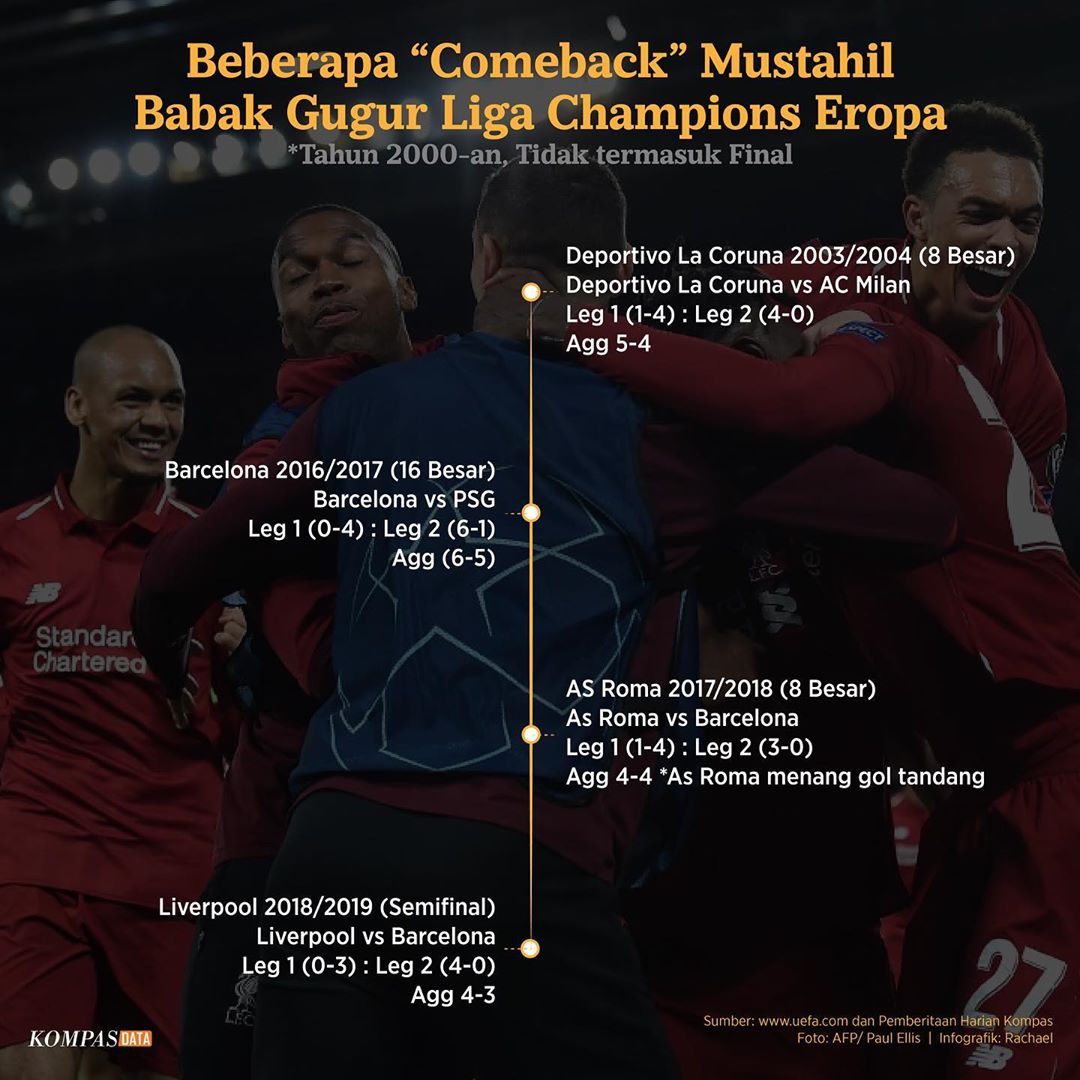 Beberapa “Comeback” Mustahil
Babak Gugur Liga Champions Eropa
*Tahun 2000-an, Tidak termasuk Final
Deportivo La Coruna 2003/2004 (8 Besar)
Deportivo La Coruna vs AC Milan
Leg 1 (1-4) : Leg 2 (4-0)
Agg 5-4
Barcelona 2016/2017 (16 Besar)
Barcelona vs PSG
Leg 1 (0-4) : Leg 2 (6-1)
Agg (6-5)
AS Roma 2017/2018 (8 Besar)
As Roma vs Barcelona
Leg 1 (1-4) : Leg 2 (3-0)
Agg 4-4 *As Roma menang gol tandang
Liverpool 2018/2019 (Semifinal)
Liverpool vs Barcelona
Leg 1 (0-3) : Leg 2 (4-0)
Agg 4-3
NB
Standar
Chartered
LFC
27
NB
KOMPAS DATA
Sumber: www.uefa.com dan Pemberitaan Harian Kompas
Foto: AFP/ Paul Ellis | Infografik: Rachael